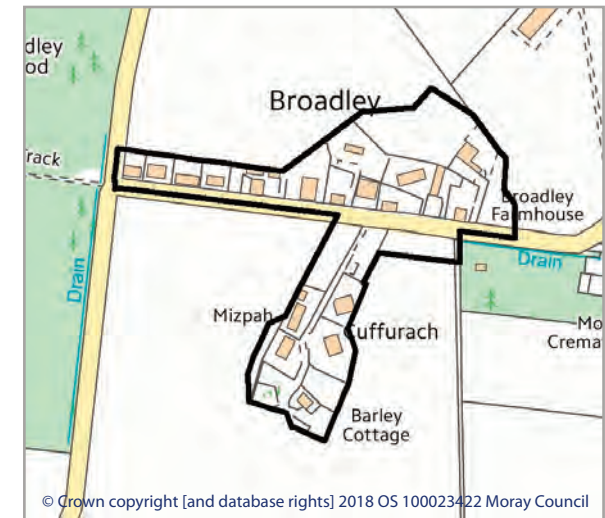 dley
od
Broadley
Track
Broadley
Farmhouse
Drain
Drain
Mizpah
Cuffurach
Mo
Crema
Barley
Cottage
© Crown copyright [and database rights] 2018 OS 100023422 Moray Council